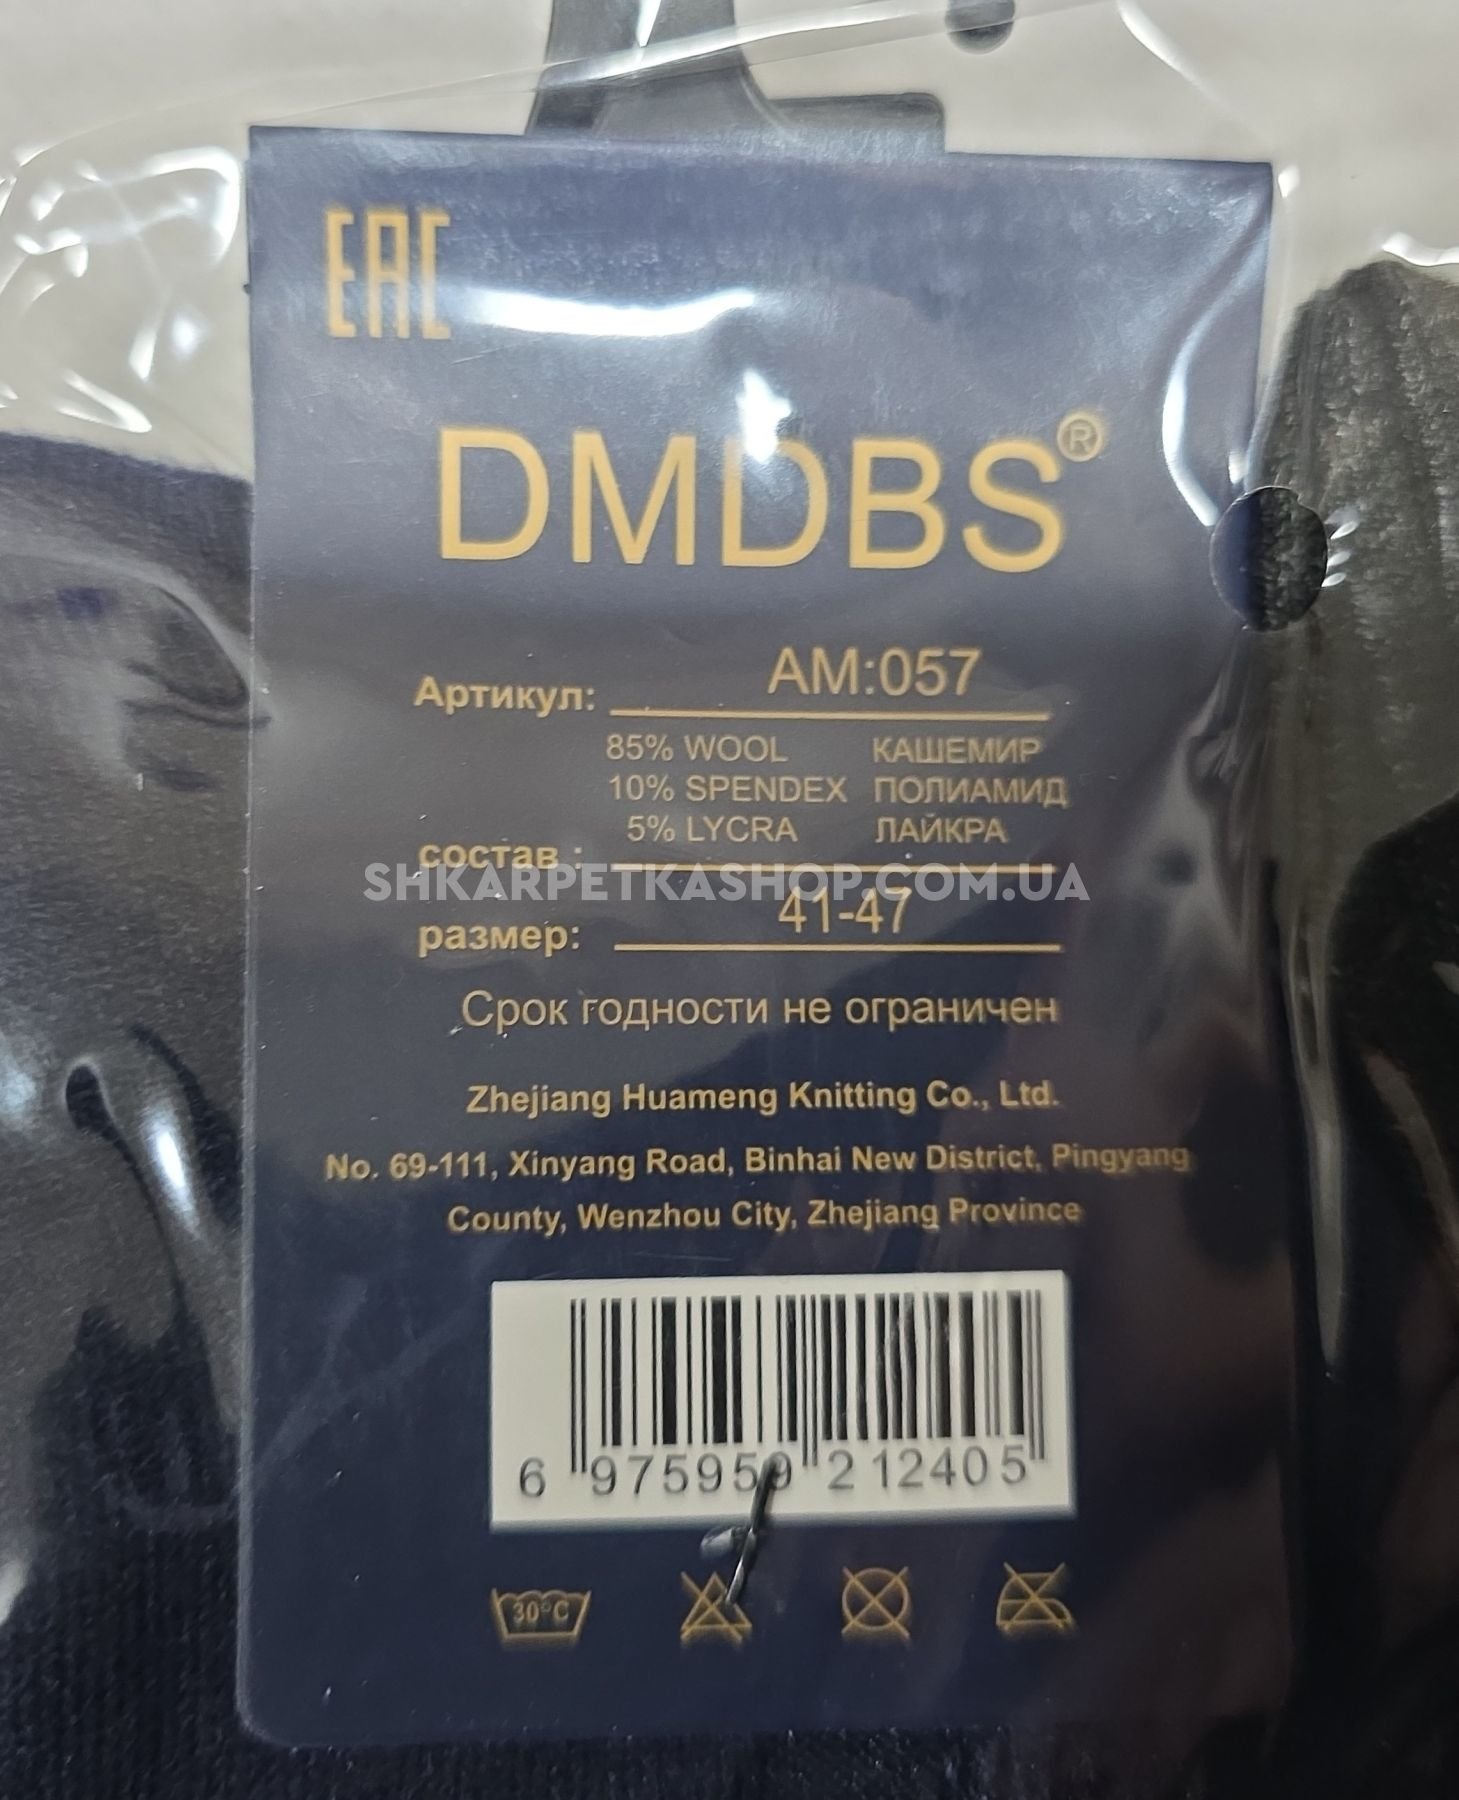 EAC
DMDBS®
Артикул: AM:057
85% WOOL КАШЕМИР
10% SPENDEX ПОЛИАМИД
5% LYCRA ЛАЙКРА
состав :
SHKARPETKASHOP.COM.UA
размер: 41-47
Срок годности не ограничен
Zhejiang Huameng Knitting Co., Ltd.
No. 69-111, Xinyang Road, Binhai New District, Pingyang
County, Wenzhou City, Zhejiang Province
6 975959 212405
30°C